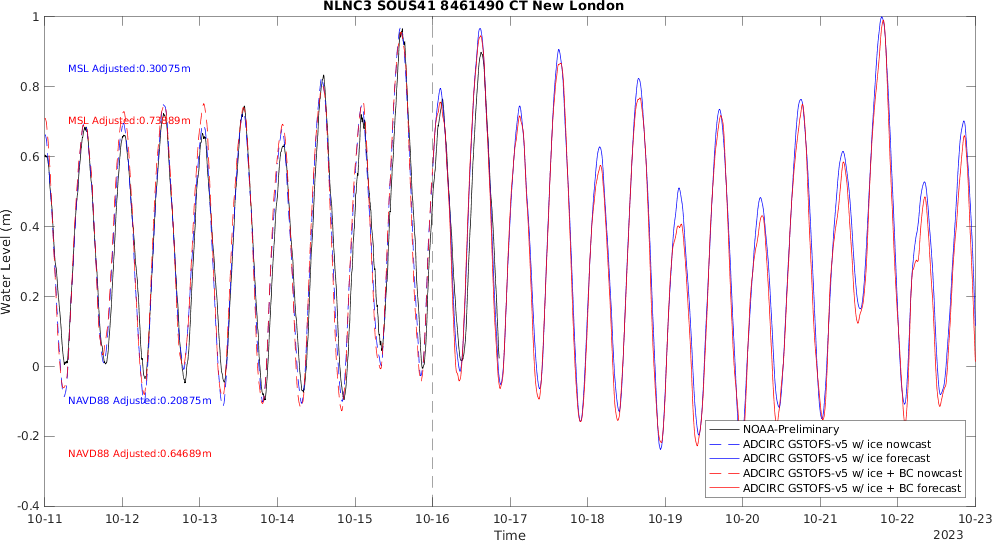 NLNC3 SOUS41 8461490 CT New London
1
0.8
0.6
0.4
0.2
0
-0.2
-0.4
Water Level (m)
MSL Adjusted:0.30075m
MSL Adjusted:0.73889m
NAVD88 Adjusted:0.20875m
NAVD88 Adjusted:0.64689m
NOAA-Preliminary
ADCIRC GSTOFS-v5 w/ ice nowcast
ADCIRC GSTOFS-v5 w/ ice forecast
ADCIRC GSTOFS-v5 w/ ice + BC nowcast
ADCIRC GSTOFS-v5 w/ ice + BC forecast
10-11 10-12 10-13 10-14 10-15 10-16 10-17 10-18 10-19 10-20 10-21 10-22 10-23
Time
2023